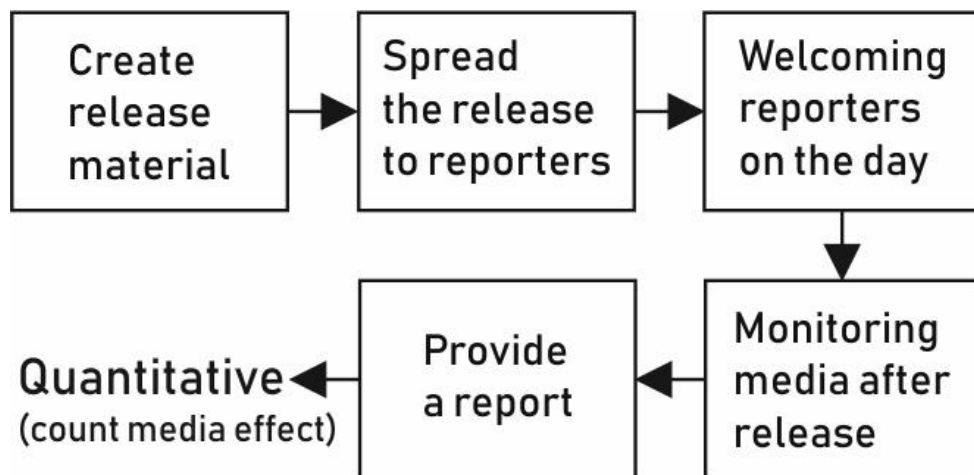 Create
release
material
Spread
the release
to reporters
Welcoming
reporters
on the day
Monitoring
media after
release
Provide
a report
Quantitative
(count media effect)